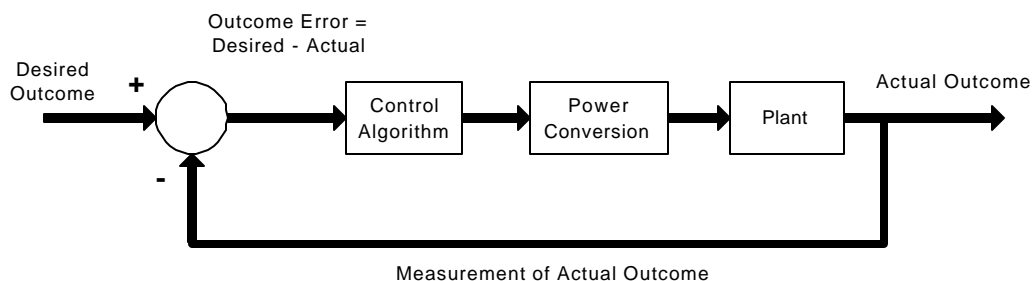 Outcome Error =
Desired - Actual
Desired
Outcome
+
-
Control
Algorithm
Power
Conversion
Plant
Actual Outcome
Measurement of Actual Outcome